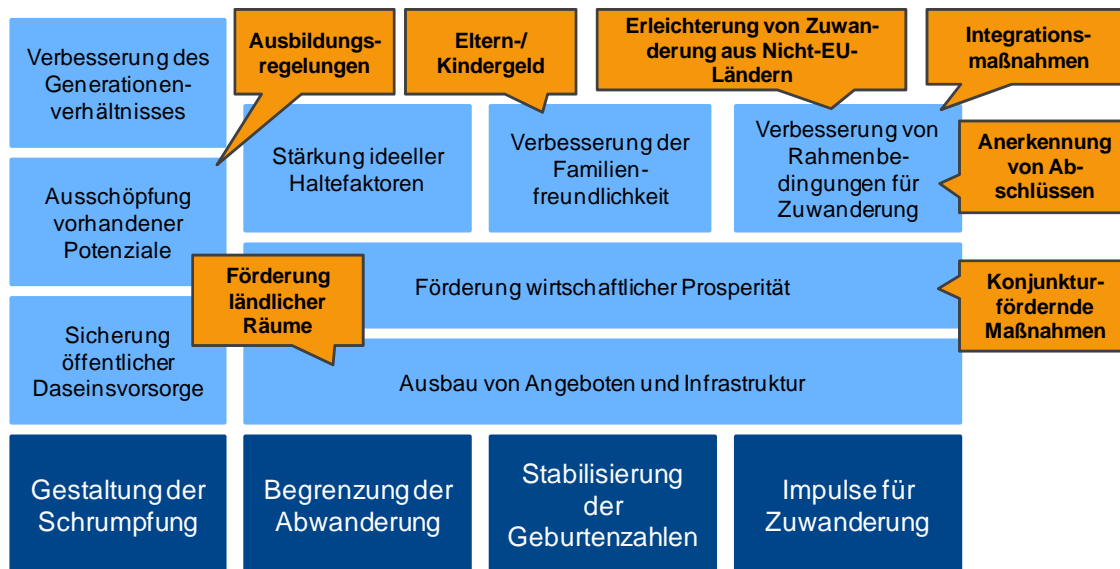 Verbesserung des
Generationen-
verhältnisses
Ausbildungs-
regelungen
Eltern-/
Kindergeld
Erleichterung von Zuwan-
derung aus Nicht-EU-
Ländern
Integrations-
maßnahmen
Stärkung ideeller
Haltefaktoren
Verbesserung der
Familien-
freundlichkeit
Verbesserung von
Rahmenbe-
dingungen für
Zuwanderung
Anerkennung
von Ab-
schlüssen
Ausschöpfung
vorhandener
Potenziale
Förderung
ländlicher
Räume
Förderung wirtschaftlicher Prosperität
Konjunktur-
fördernde
Maßnahmen
Sicherung
öffentlicher
Daseinsvorsorge
Ausbau von Angeboten und Infrastruktur
Gestaltung der
Schrumpfung
Begrenzung der
Abwanderung
Stabilisierung
der
Geburtenzahlen
Impulse für
Zuwanderung